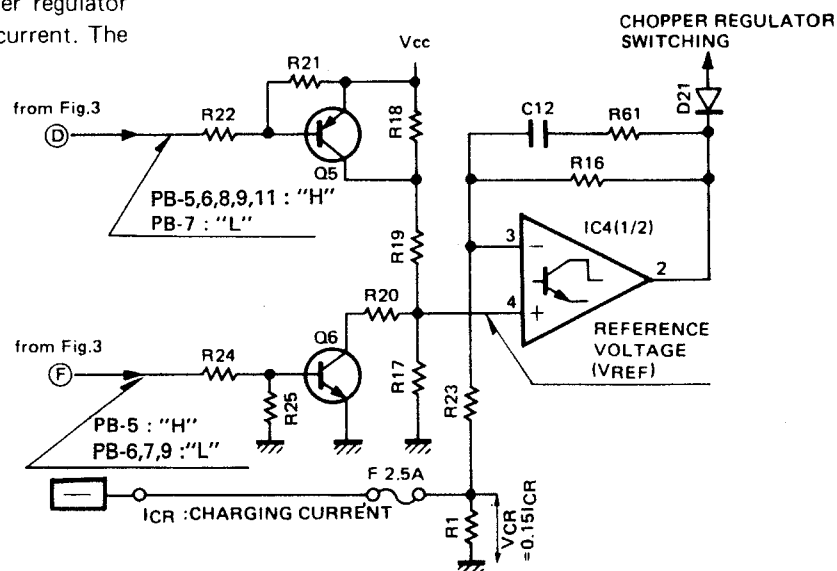 er regulator
current. The
CHOPPER REGULATOR
SWITCHING
Vcc
R21
from Fig.3
D
R22
R18
C12
R61
D21
R16
Q5
PB-5,6,8,9,11 : "H"
PB-7 : "L"
IC4(1/2)
3
−
R19
2
R20
4
+
Q6
REFERENCE
VOLTAGE
(VREF)
from Fig.3
F
R24
R25
R17
R23
PB-5 : "H"
PB-6,7,9 :"L"
F 2.5A
−
ICR :CHARGING CURRENT
R1
VCR
=0.15ICR